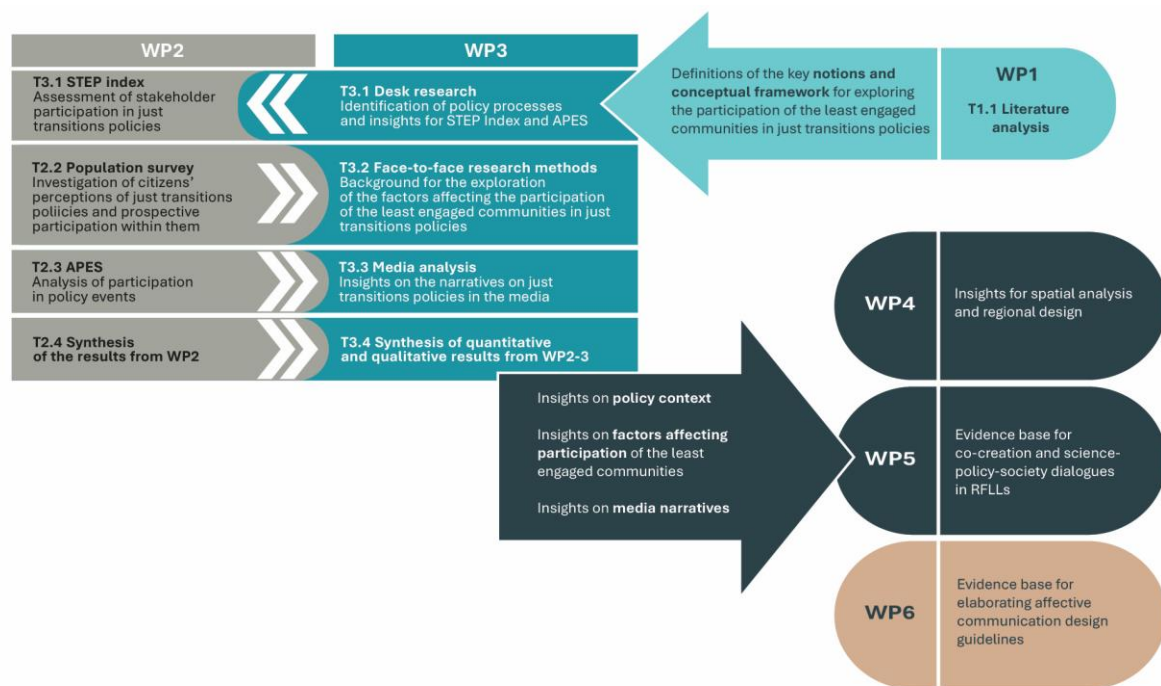 WP2
WP3
T3.1 STEP index
Assessment of stakeholder
participation in just
transitions policies
T3.1 Desk research
Identification of policy processes
and insights for STEP Index and APES
Definitions of the key notions and
conceptual framework for exploring
the participation of the least engaged
communities in just transitions policies
WP1
T1.1 Literature
analysis
T2.2 Population survey
Investigation of citizens’
perceptions of just transitions
poliicies and prospective
participation within them
T3.2 Face-to-face research methods
Background for the exploration
of the factors affecting the participation
of the least engaged communities in just
transitions policies
T2.3 APES
Analysis of participation
in policy events
T3.3 Media analysis
Insights on the narratives on just
transitions policies in the media
T2.4 Synthesis
of the results from WP2
T3.4 Synthesis of quantitative
and qualitative results from WP2-3
Insights on policy context
Insights on factors affecting
participation of the least
engaged communities
Insights on media narratives
WP4
Insights for spatial analysis
and regional design
WP5
Evidence base for
co-creation and science-
policy-society dialogues
in RFLLs
WP6
Evidence base for
elaborating affective
communication design
guidelines